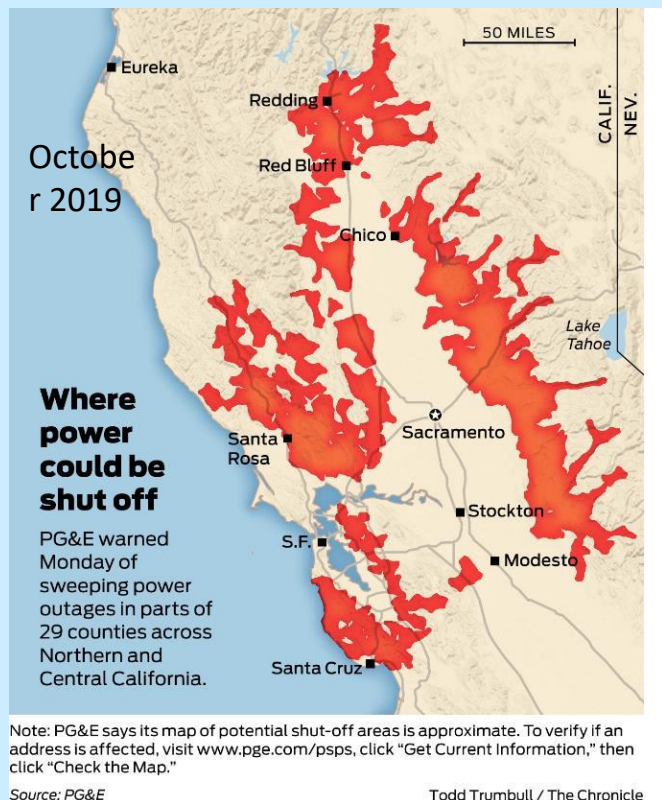 50 MILES
Eureka
CALIF.
NEV.
Redding
Octobe
r 2019
Red Bluff
Chico
Lake
Tahoe
Where
power
could be
shut off
Sacramento
Santa
Rosa
PG&E warned
Monday of
sweeping power
outages in parts of
29 counties across
Northern and
Central California.
Stockton
S.F.
Modesto
Santa Cruz
Note: PG&E says its map of potential shut-off areas is approximate. To verify if an
address is affected, visit www.pge.com/psps, click “Get Current Information,” then
click “Check the Map.”
Source: PG&E
Todd Trumbull / The Chronicle